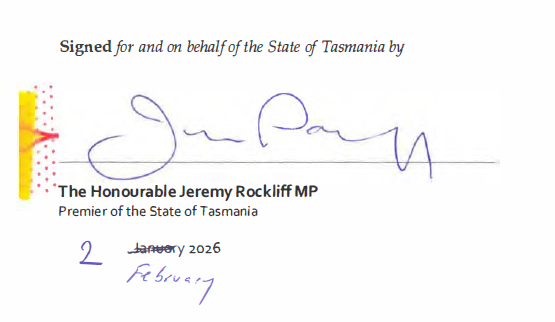 Signed for and on behalf of the State of Tasmania by
The Honourable Jeremy Rockliff MP
Premier of the State of Tasmania
2 January 2026
February